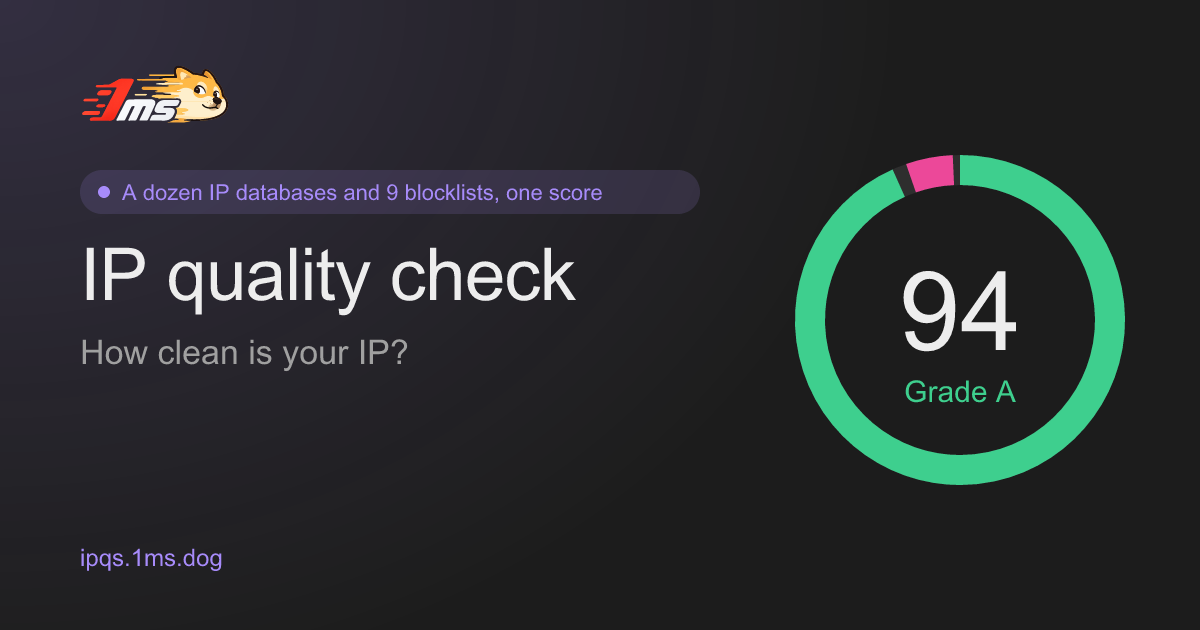 1ms
A dozen IP databases and 9 blocklists, one score
IP quality check
How clean is your IP?
94
Grade A
ipqs.1ms.dog